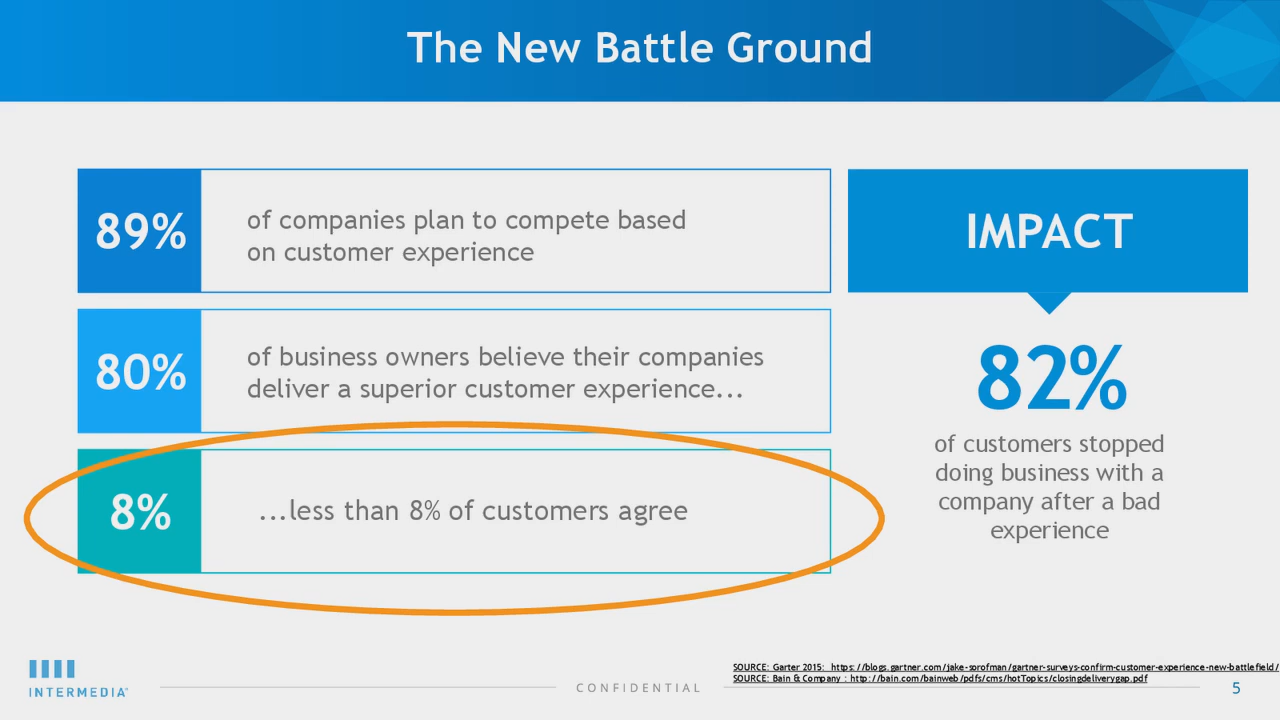 The New Battle Ground
89%
of companies plan to compete based
on customer experience
80%
of business owners believe their companies
deliver a superior customer experience...
8%
...less than 8% of customers agree
IMPACT
82%
of customers stopped
doing business with a
company after a bad
experience
INTERMEDIA
CONFIDENTIAL
SOURCE: Garter 2015: https://blogs.gartner.com/jake-sorofman/gartner-surveys-confirm-customer-experience-new-battlefield/
SOURCE: Bain & Company : http://bain.com/bainweb/pdfs/cms/hotTopics/closingdeliverygap.pdf
5